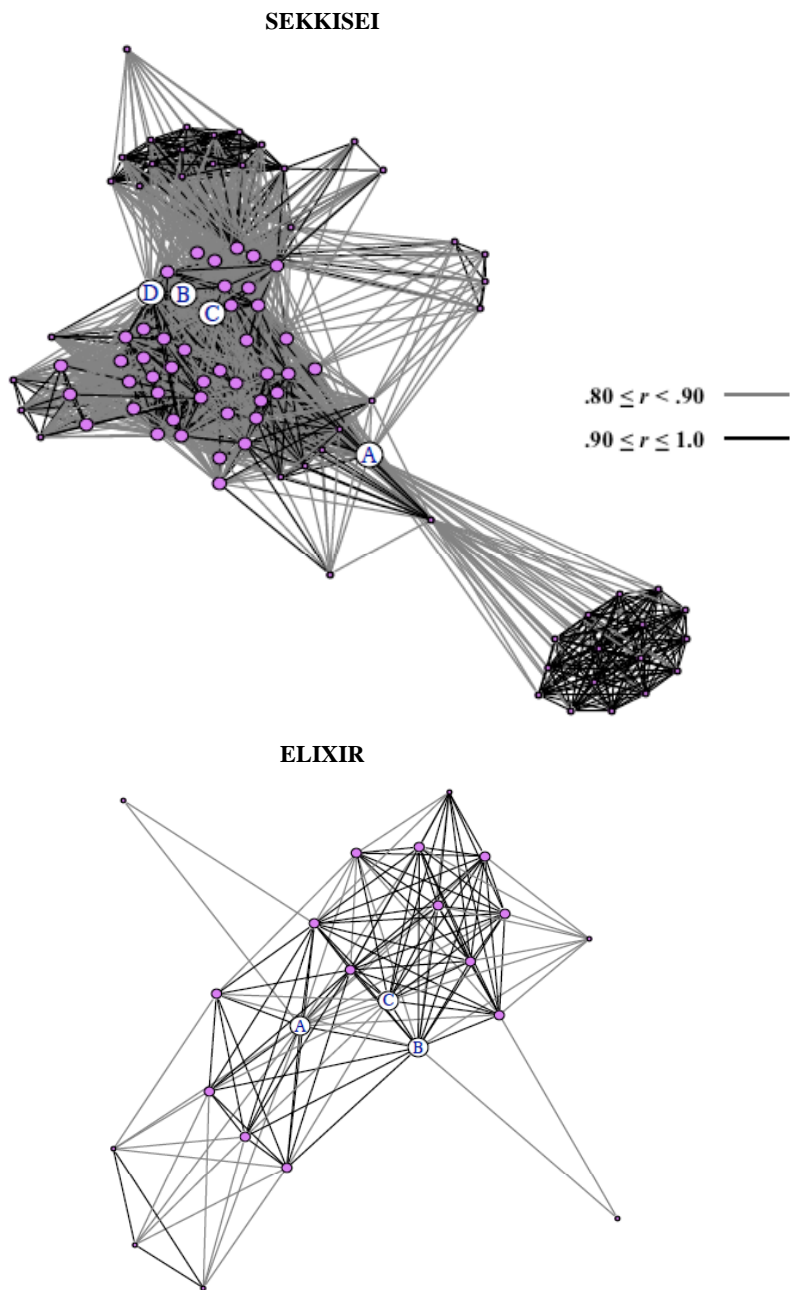 SEKKISEI
D
B
C
.80 ≤ r < .90
.90 ≤ r ≤ 1.0
A
ELIXIR
C
A
B